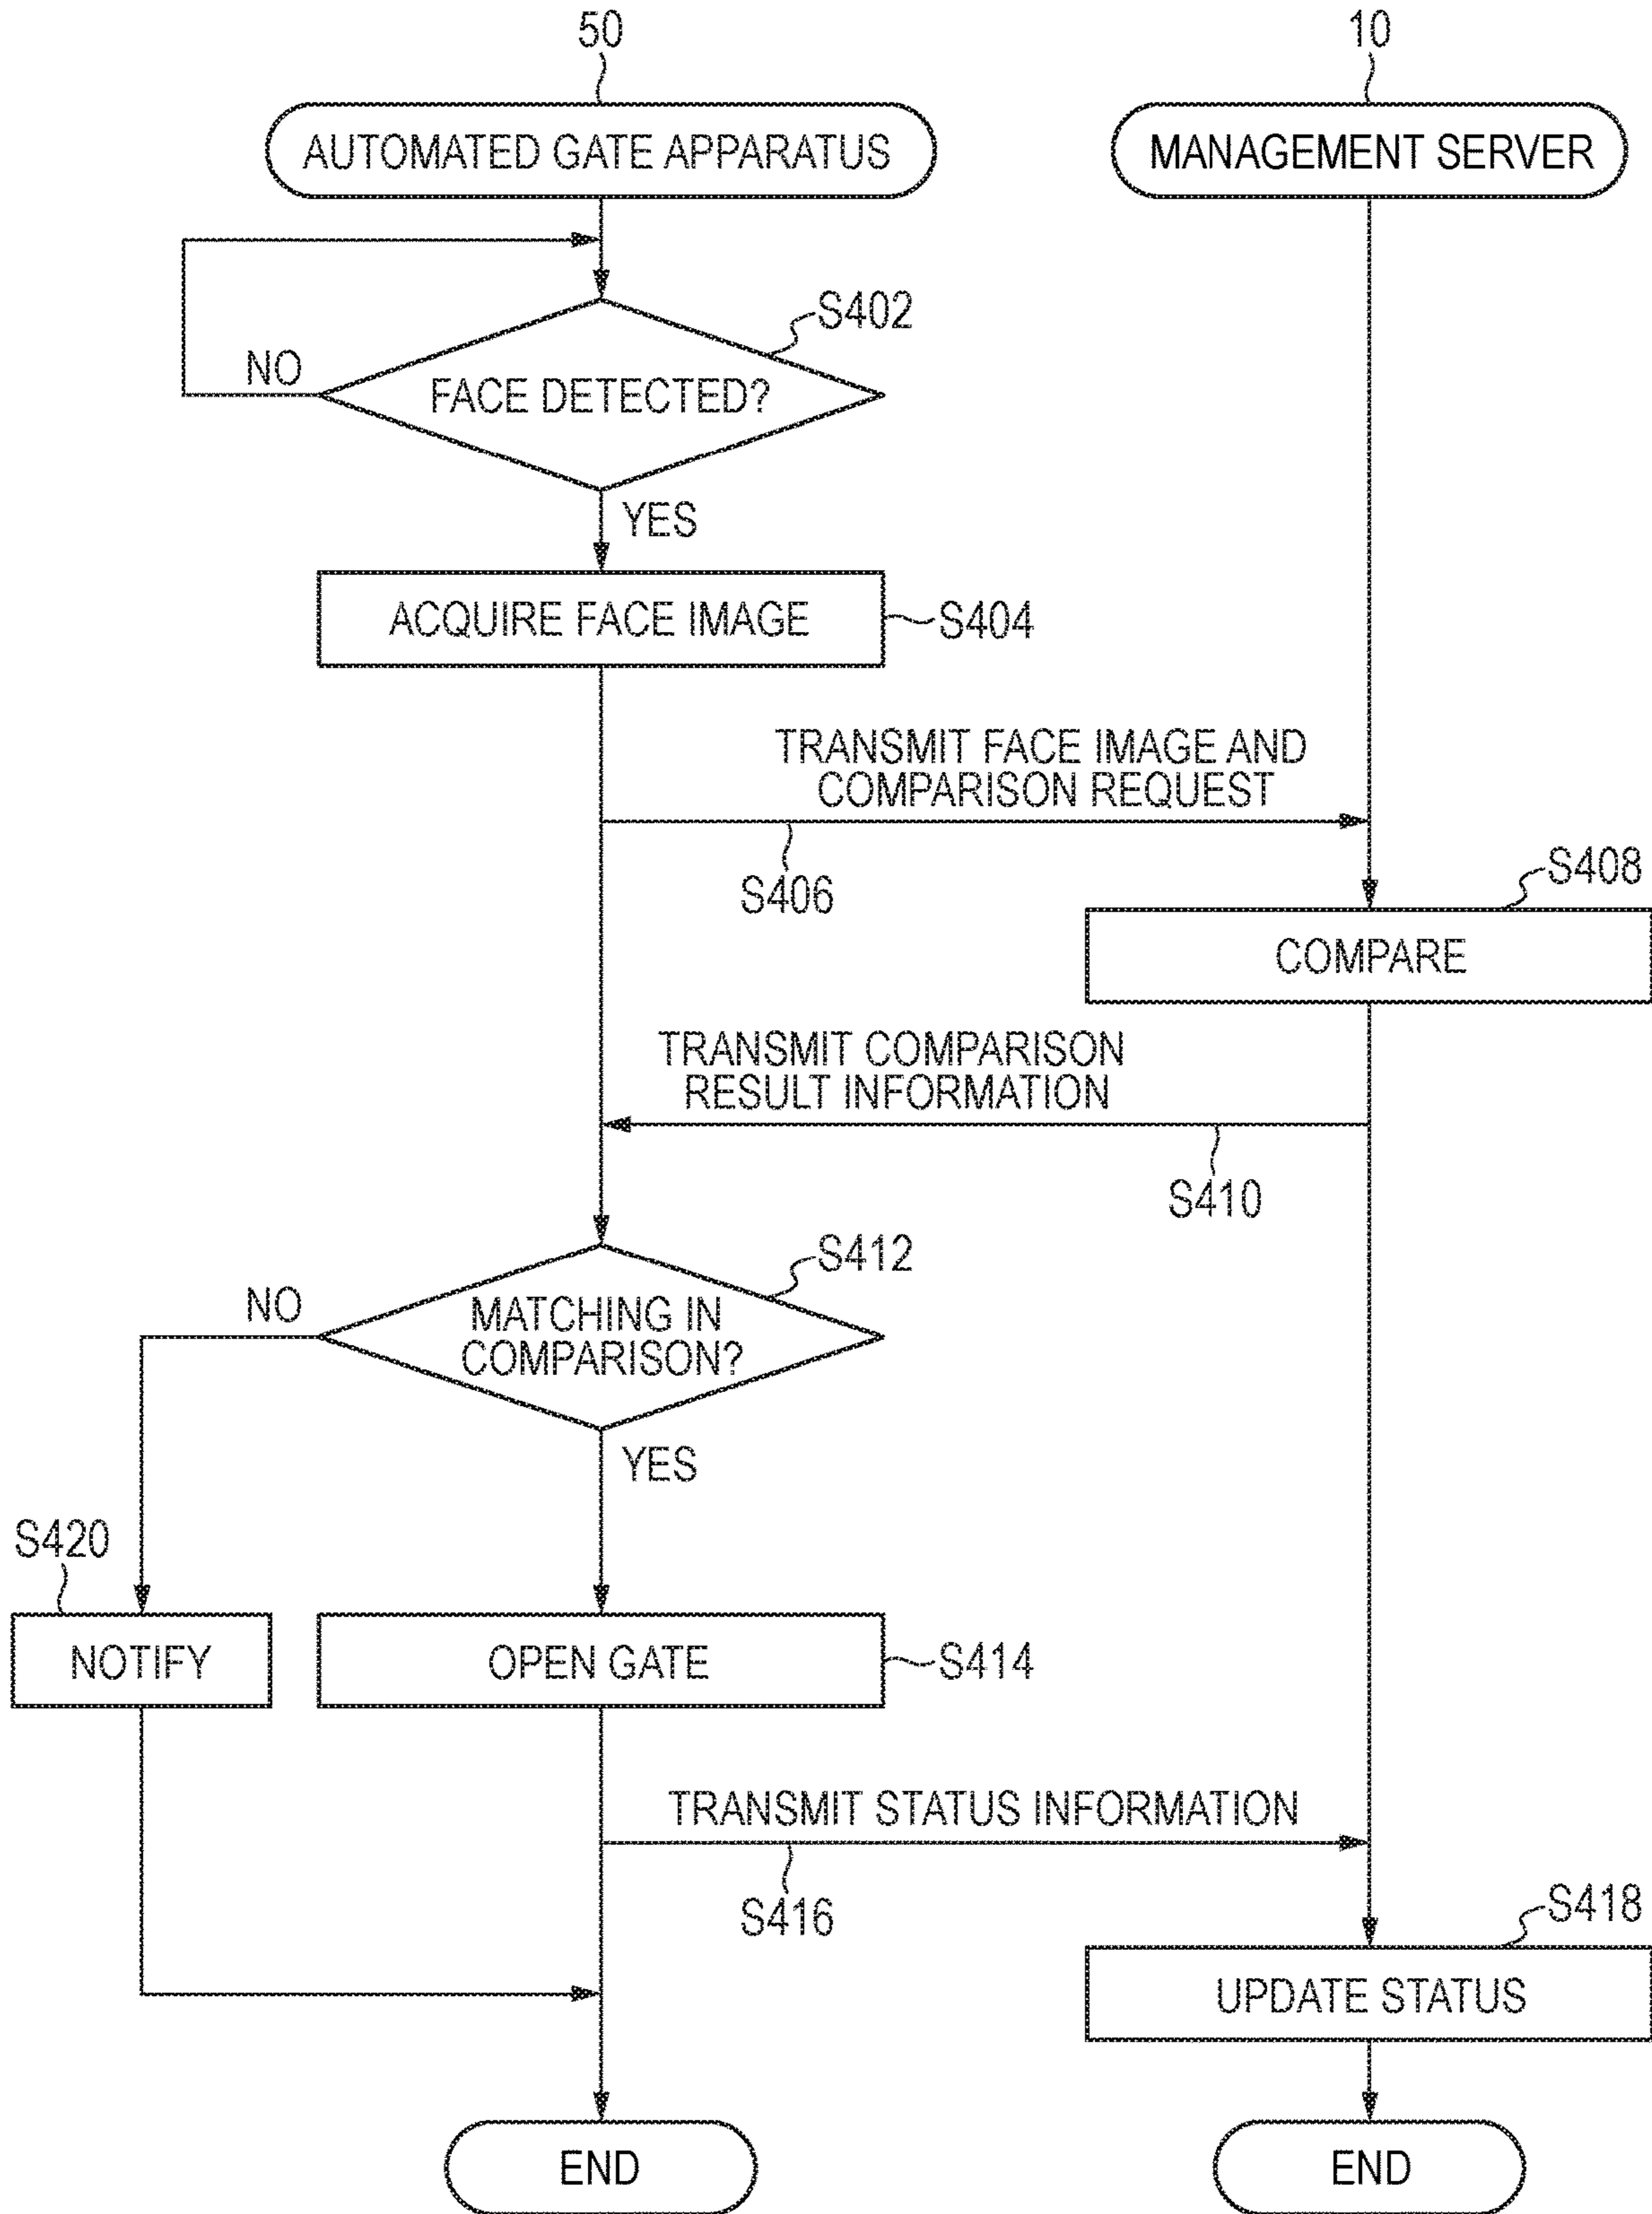 50
10
AUTOMATED GATE APPARATUS
MANAGEMENT SERVER
S402
NO
FACE DETECTED?
YES
ACQUIRE FACE IMAGE
S404
TRANSMIT FACE IMAGE AND
COMPARISON REQUEST
S406
S408
COMPARE
TRANSMIT COMPARISON
RESULT INFORMATION
S410
S412
NO
MATCHING IN
COMPARISON?
YES
S420
NOTIFY
OPEN GATE
S414
TRANSMIT STATUS INFORMATION
S416
S418
UPDATE STATUS
END
END